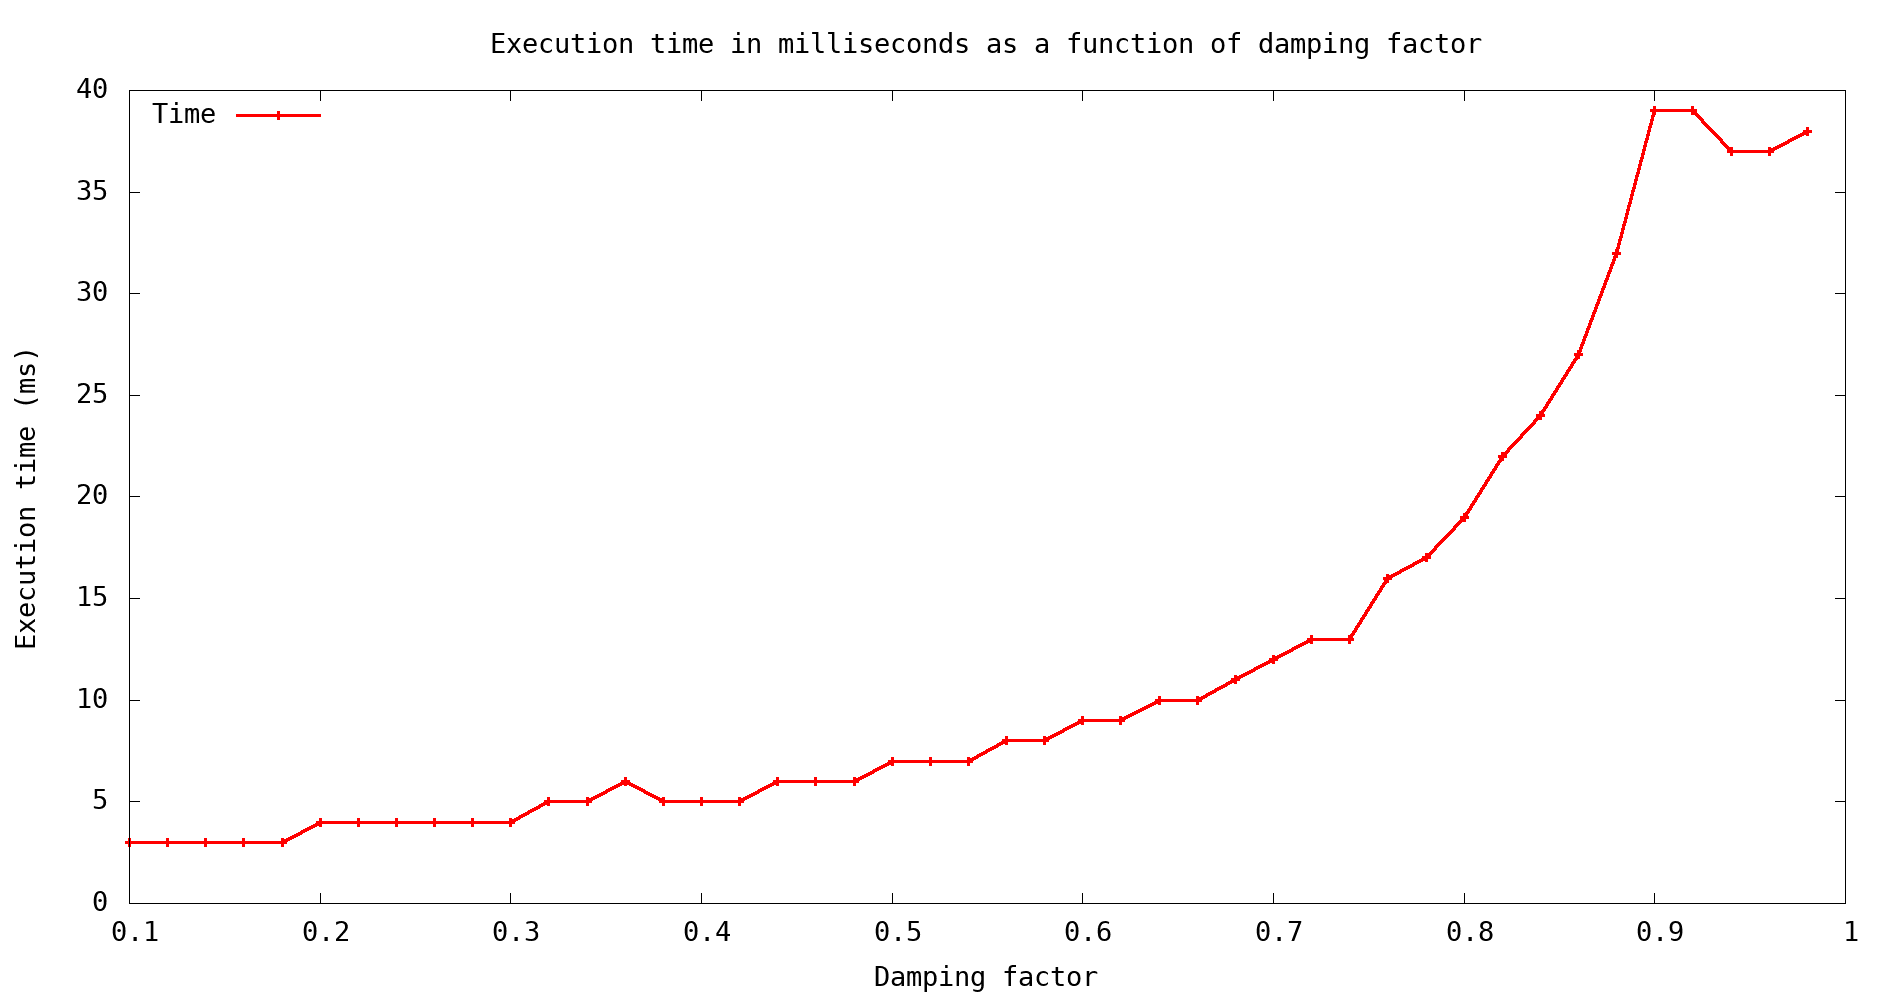 Execution time in milliseconds as a function of damping factor
Time
40
35
30
25
20
15
10
5
0
Execution time (ms)
0.1 0.2 0.3 0.4 0.5 0.6 0.7 0.8 0.9 1
Damping factor